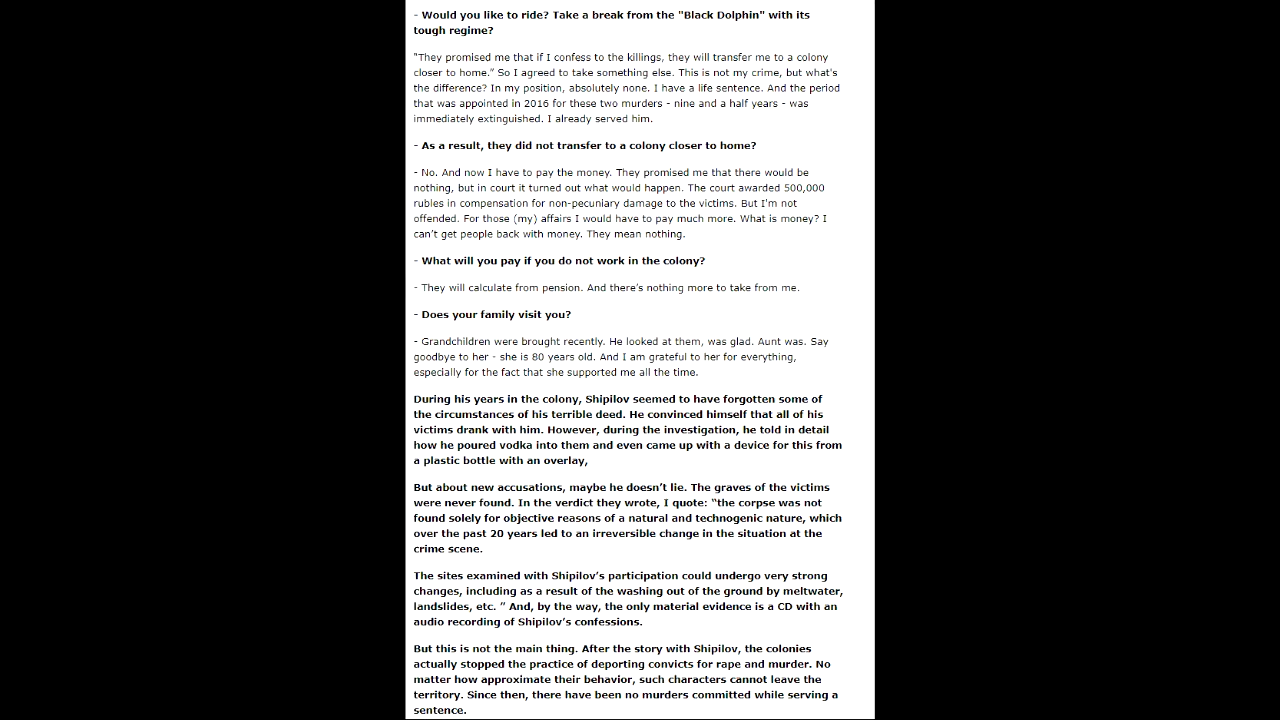 - Would you like to ride? Take a break from the "Black Dolphin" with its
tough regime?
"They promised me that if I confess to the killings, they will transfer me to a colony
closer to home.” So I agreed to take something else. This is not my crime, but what's
the difference? In my position, absolutely none. I have a life sentence. And the period
that was appointed in 2016 for these two murders - nine and a half years - was
immediately extinguished. I already served him.
- As a result, they did not transfer to a colony closer to home?
- No. And now I have to pay the money. They promised me that there would be
nothing, but in court it turned out what would happen. The court awarded 500,000
rubles in compensation for non-pecuniary damage to the victims. But I'm not
offended. For those (my) affairs I would have to pay much more. What is money? I
can’t get people back with money. They mean nothing.
- What will you pay if you do not work in the colony?
- They will calculate from pension. And there’s nothing more to take from me.
- Does your family visit you?
- Grandchildren were brought recently. He looked at them, was glad. Aunt was. Say
goodbye to her - she is 80 years old. And I am grateful to her for everything,
especially for the fact that she supported me all the time.
During his years in the colony, Shipilov seemed to have forgotten some of
the circumstances of his terrible deed. He convinced himself that all of his
victims drank with him. However, during the investigation, he told in detail
how he poured vodka into them and even came up with a device for this from
a plastic bottle with an overlay,
But about new accusations, maybe he doesn’t lie. The graves of the victims
were never found. In the verdict they wrote, I quote: “the corpse was not
found solely for objective reasons of a natural and technogenic nature, which
over the past 20 years led to an irreversible change in the situation at the
crime scene.
The sites examined with Shipilov’s participation could undergo very strong
changes, including as a result of the washing out of the ground by meltwater,
landslides, etc. ” And, by the way, the only material evidence is a CD with an
audio recording of Shipilov’s confessions.
But this is not the main thing. After the story with Shipilov, the colonies
actually stopped the practice of deporting convicts for rape and murder. No
matter how approximate their behavior, such characters cannot leave the
territory. Since then, there have been no murders committed while serving a
sentence.